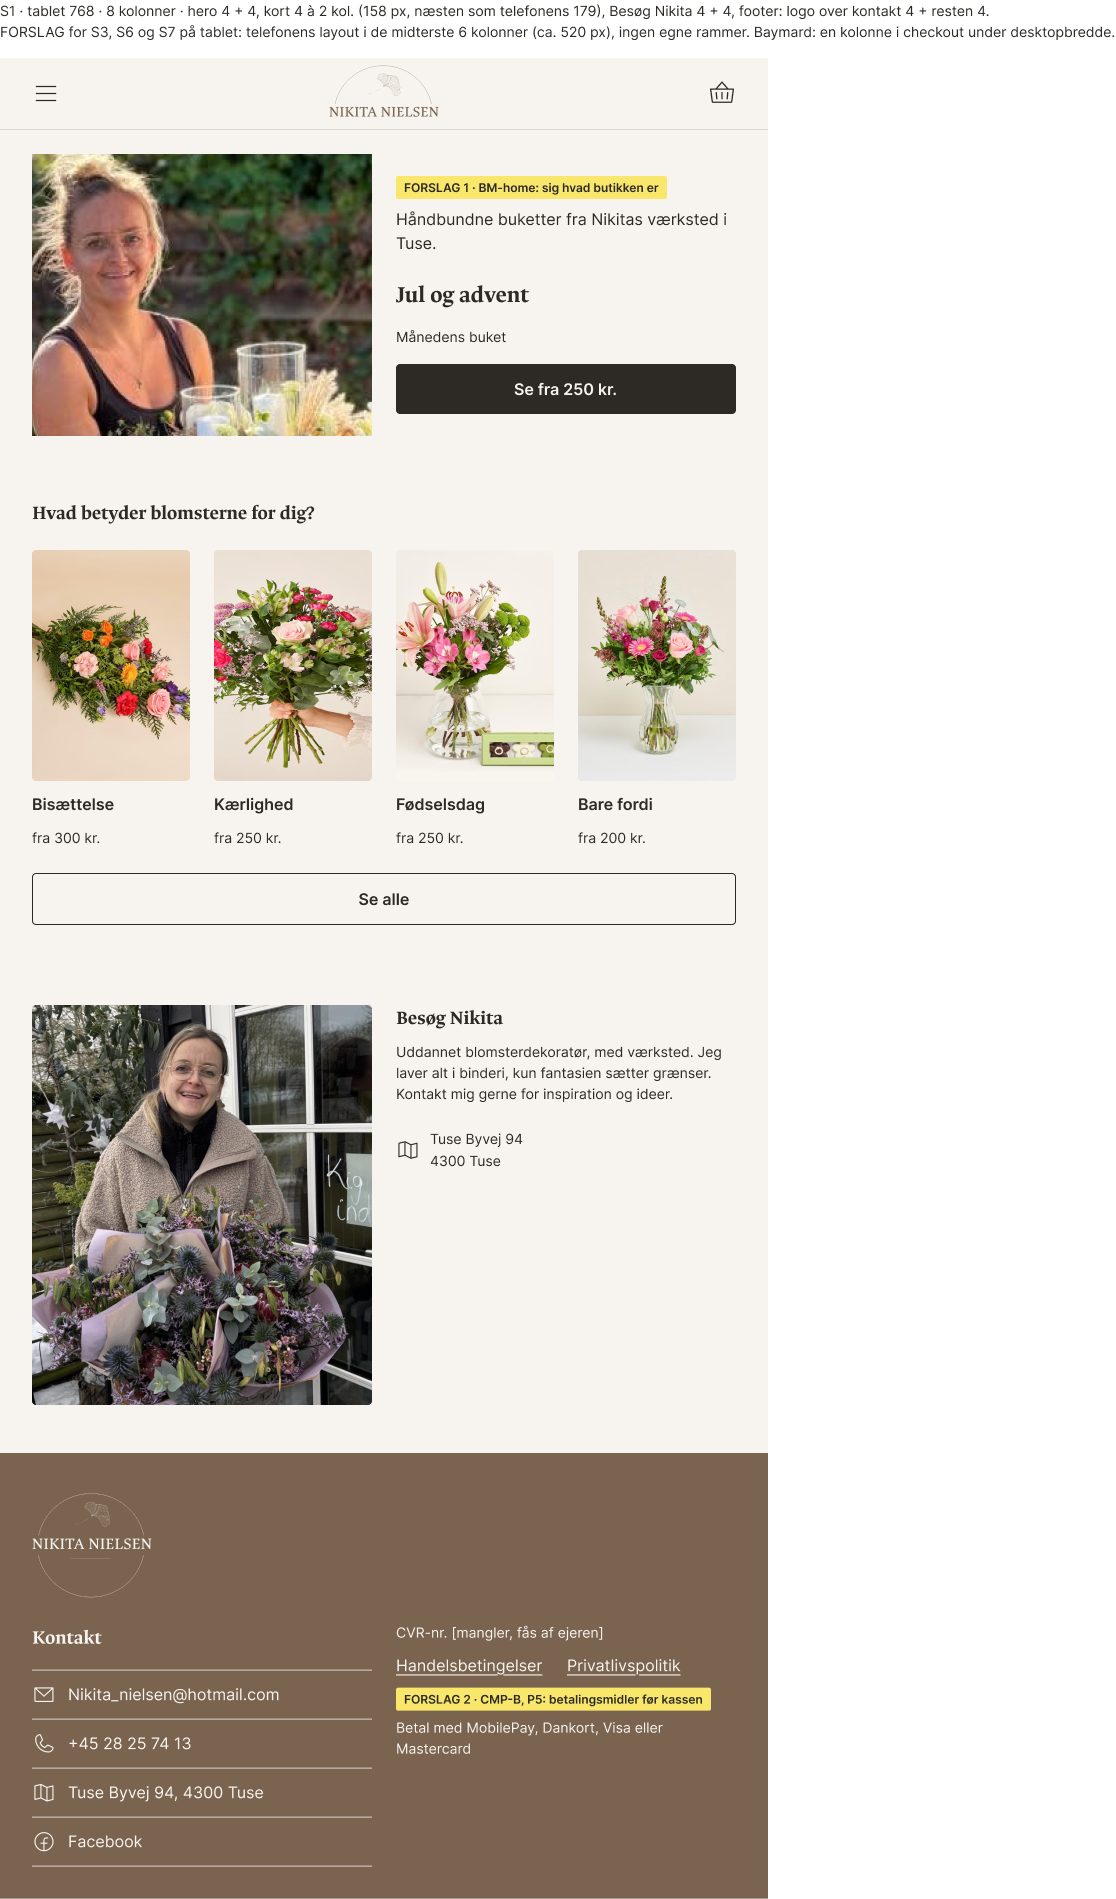 S1 · tablet 768 · 8 kolonner · hero 4 + 4, kort 4 à 2 kol. (158 px, næsten som telefonens 179), Besøg Nikita 4 + 4, footer: logo over kontakt 4 + resten 4.
FORSLAG for S3, S6 og S7 på tablet: telefonens layout i de midterste 6 kolonner (ca. 520 px), ingen egne rammer. Baymard: en kolonne i checkout under desktopbredde.
NIKITA NIELSEN
FORSLAG 1 · BM-home: sig hvad butikken er
Håndbundne buketter fra Nikitas værksted i
Tuse.
Jul og advent
Månedens buket
Se fra 250 kr.
Hvad betyder blomsterne for dig?
Bisættelse
fra 300 kr.
Kærlighed
fra 250 kr.
Fødselsdag
fra 250 kr.
Bare fordi
fra 200 kr.
Se alle
Kig
ind
Besøg Nikita
Uddannet blomsterdekoratør, med værksted. Jeg
laver alt i binderi, kun fantasien sætter grænser.
Kontakt mig gerne for inspiration og ideer.
Tuse Byvej 94
4300 Tuse
NIKITA NIELSEN
Kontakt
Nikita_nielsen@hotmail.com
+45 28 25 74 13
Tuse Byvej 94, 4300 Tuse
Facebook
CVR-nr. [mangler, fås af ejeren]
Handelsbetingelser Privatlivspolitik
FORSLAG 2 · CMP-B, P5: betalingsmidler før kassen
Betal med MobilePay, Dankort, Visa eller
Mastercard